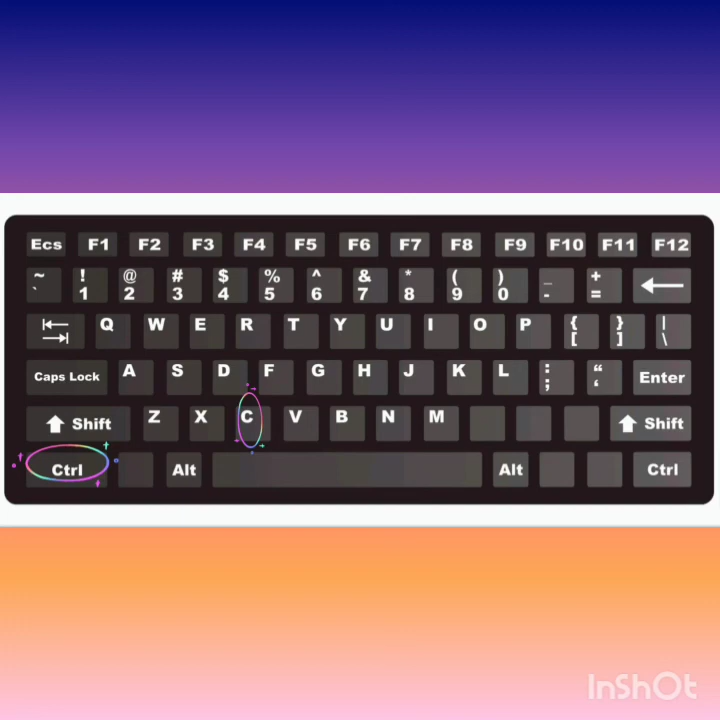 Ecs F1 F2 F3 F4 F5 F6 F7 F8 F9 F10 F11 F12
~ ! @ # $ % ^ & * ( ) _ +
` 1 2 3 4 5 6 7 8 9 0 - =
Q W E R T Y U I O P { } |
[ ] \
Caps Lock A S D F G H J K L : “ Enter
; ‘
Shift Z X C V B N M Shift
Ctrl Alt Alt Ctrl
InShOt